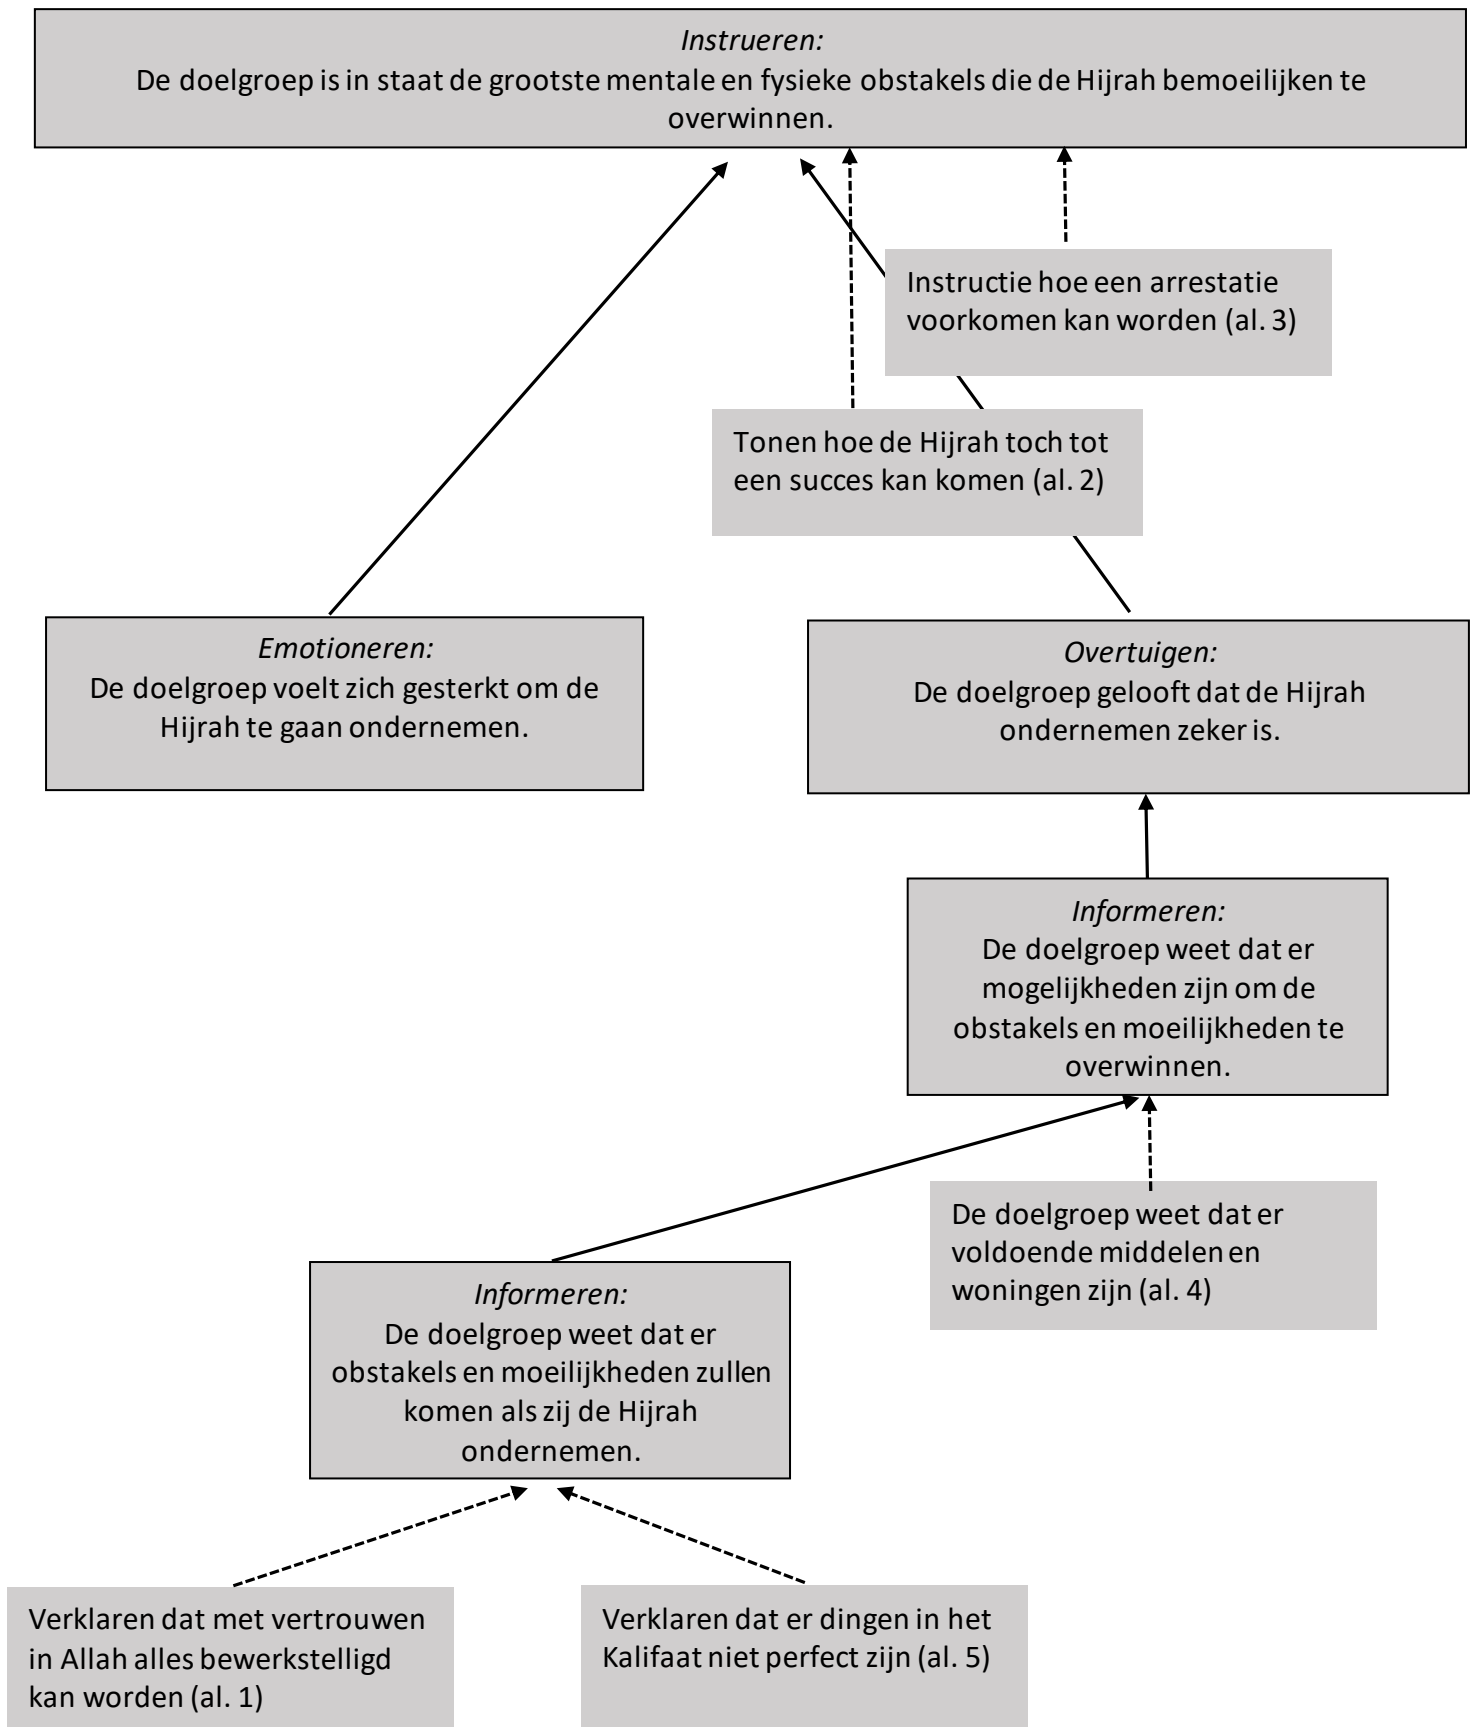 Instrueren:
De doelgroep is in staat de grootste mentale en fysieke obstakels die de Hijrah bemoeilijken te
overwinnen.
Instructie hoe een arrestatie
voorkomen kan worden (al. 3)
Tonen hoe de Hijrah toch tot
een succes kan komen (al. 2)
Emotioneren:
De doelgroep voelt zich gesterkt om de
Hijrah te gaan ondernemen.
Overtuigen:
De doelgroep gelooft dat de Hijrah
ondernemen zeker is.
Informeren:
De doelgroep weet dat er
mogelijkheden zijn om de
obstakels en moeilijkheden te
overwinnen.
De doelgroep weet dat er
voldoende middelen en
woningen zijn (al. 4)
Informeren:
De doelgroep weet dat er
obstakels en moeilijkheden zullen
komen als zij de Hijrah
ondernemen.
Verklaren dat met vertrouwen
in Allah alles bewerkstelligd
kan worden (al. 1)
Verklaren dat er dingen in het
Kalifaat niet perfect zijn (al. 5)